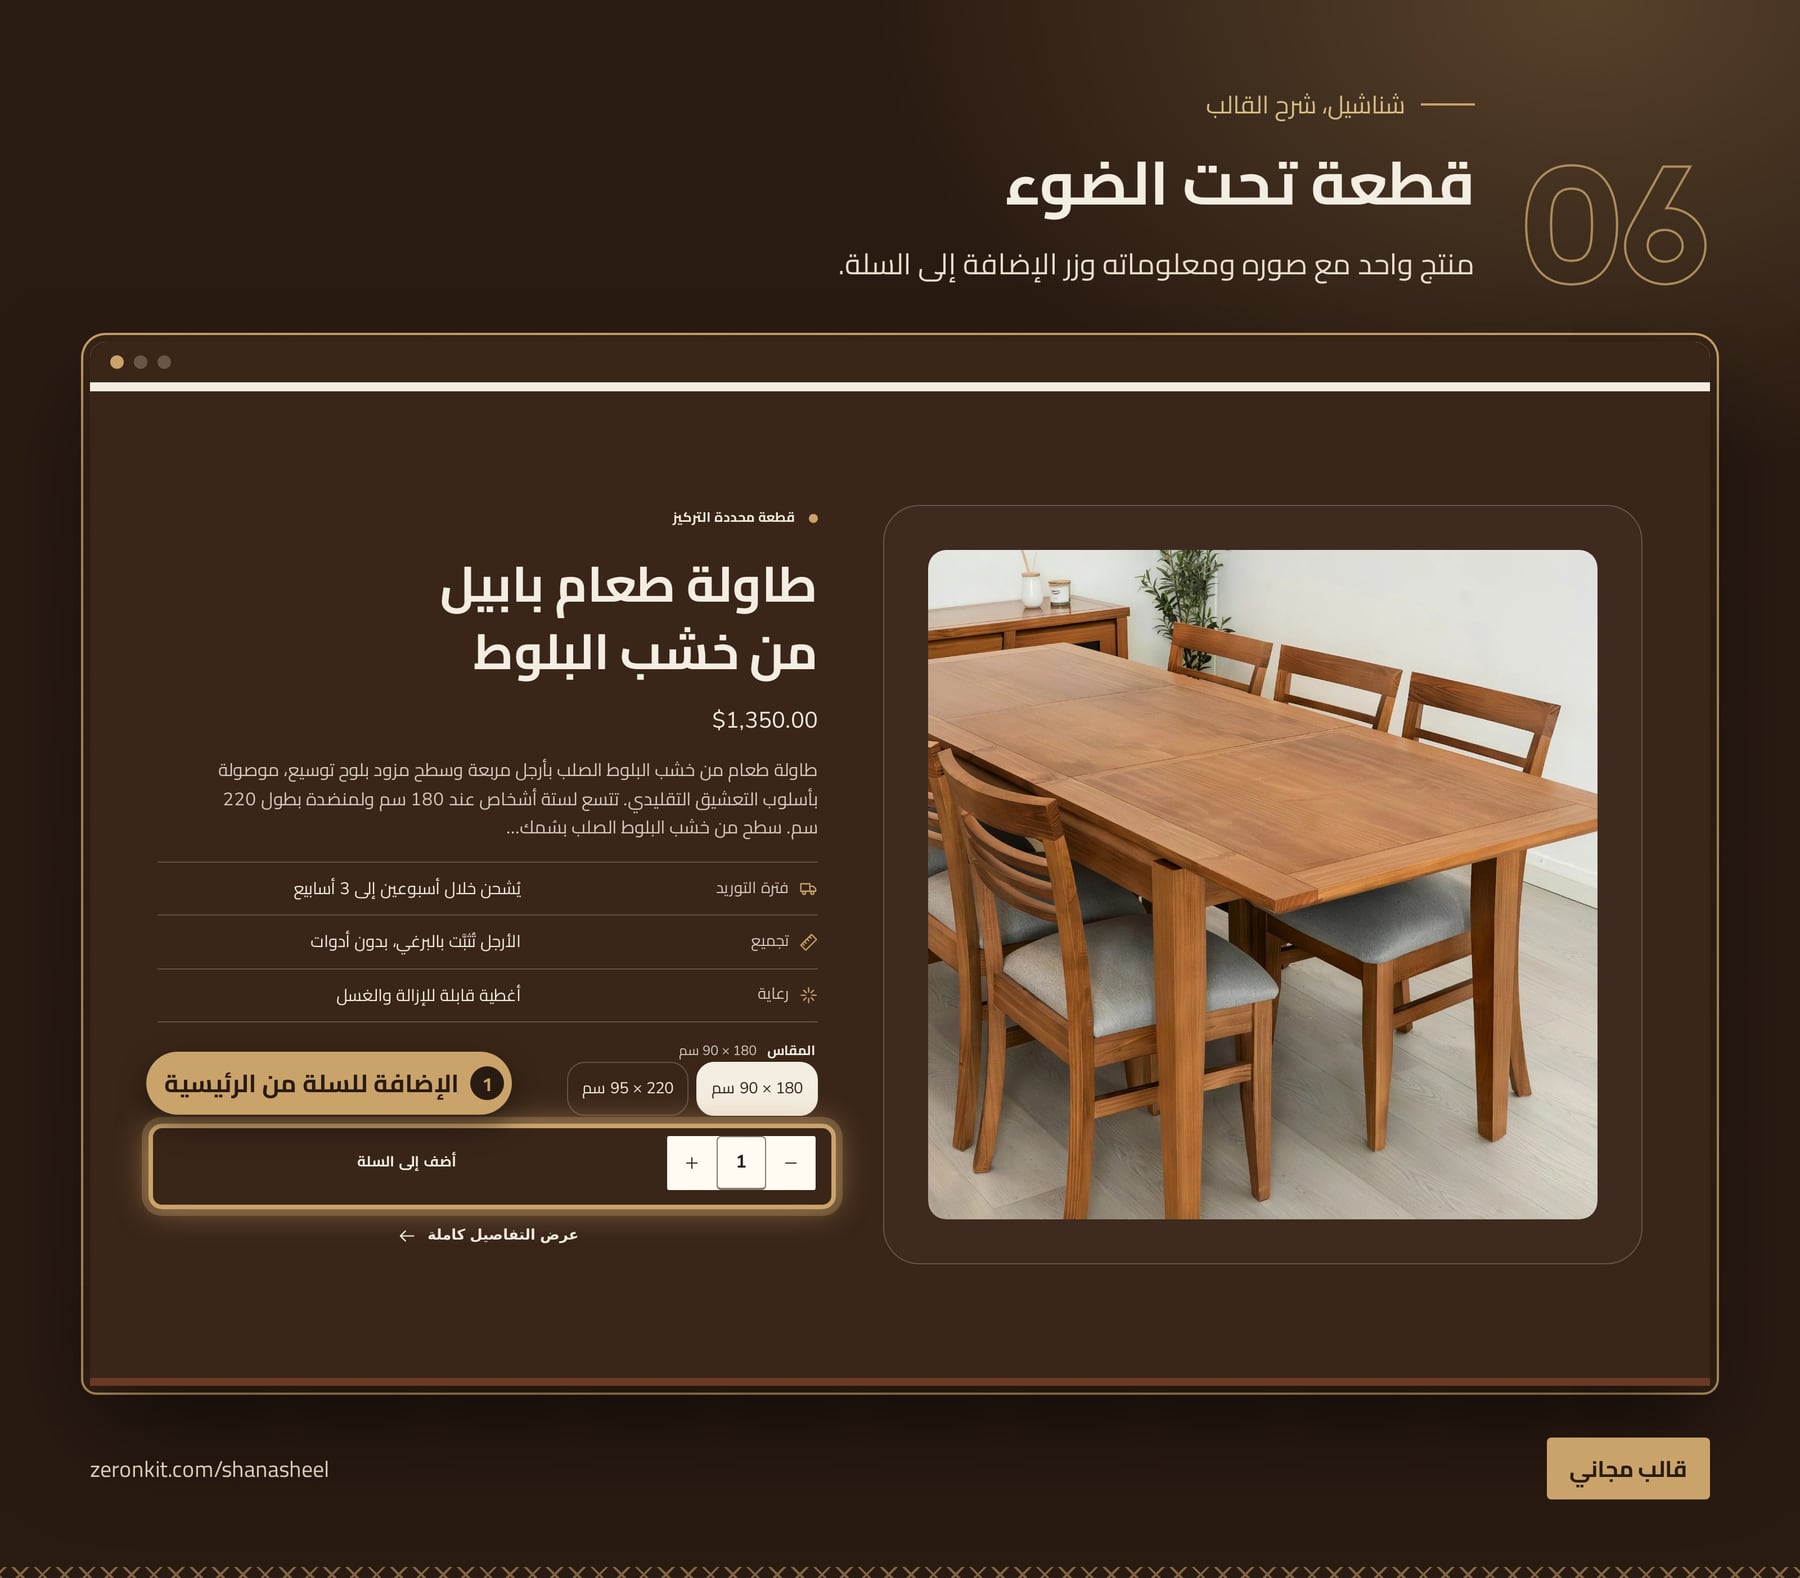 شناشيل، شرح القالب
06
قطعة تحت الضوء
منتج واحد مع صوره ومعلوماته وزر الإضافة إلى السلة.
قطعة محددة التركيز
طاولة طعام بابيل
من خشب البلوط
$1,350.00
طاولة طعام من خشب البلوط الصلب بأرجل مربعة وسطح مزود بلوح توسيع، موصولة
بأسلوب التعشيق التقليدي. تتسع لستة أشخاص عند 180 سم ولمنضدة بطول 220
سم. سطح من خشب البلوط الصلب بسُمك...
فترة التوريد يُشحن خلال أسبوعين إلى 3 أسابيع
تجميع الأرجل تُثبَّت بالبرغي، بدون أدوات
رعاية أغطية قابلة للإزالة والغسل
المقاس 180 × 90 سم
180 × 90 سم 220 × 95 سم
1 الإضافة للسلة من الرئيسية
− 1 + أضف إلى السلة
عرض التفاصيل كاملة ←
قالب مجاني
zeronkit.com/shanasheel